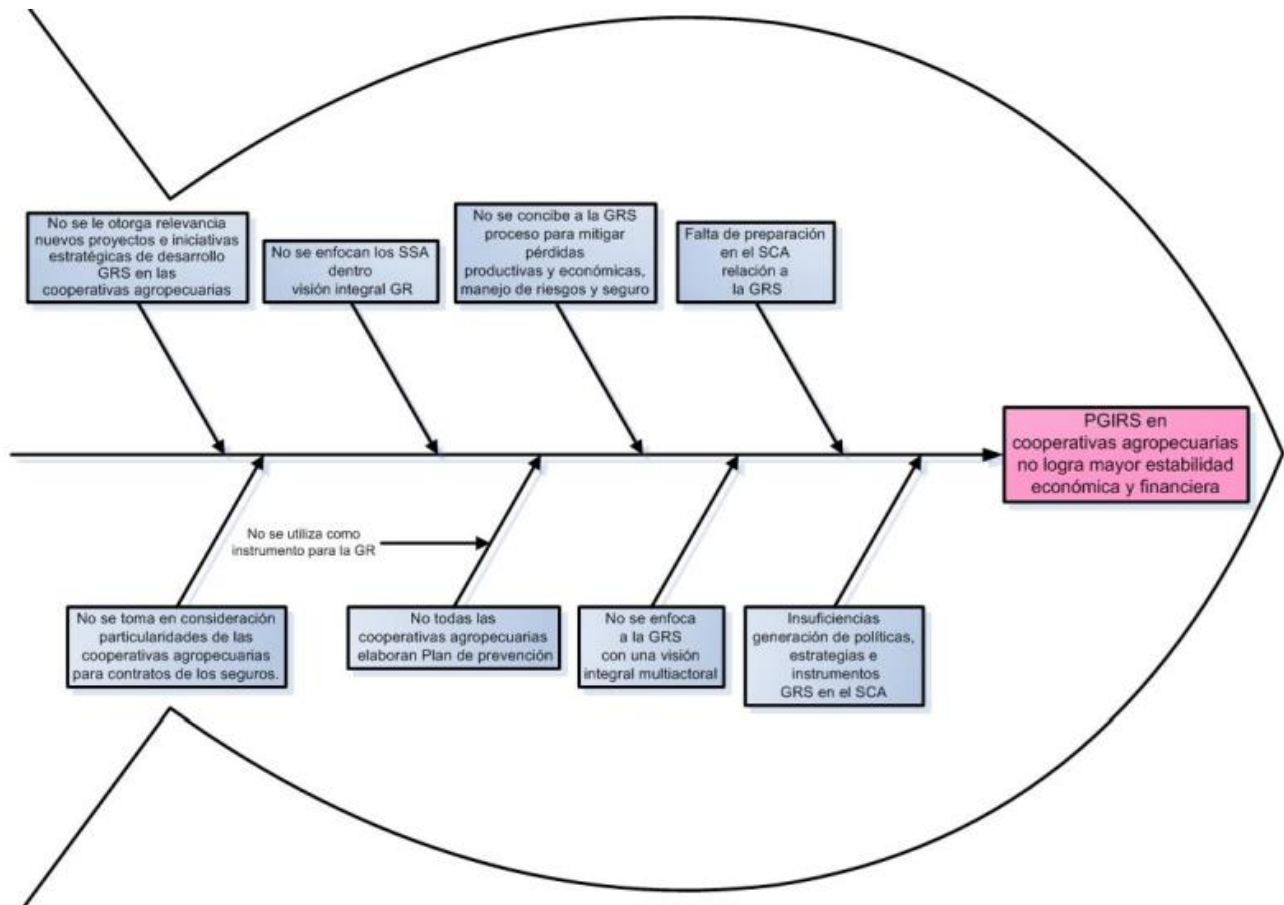 No se le otorga relevancia
nuevos proyectos e iniciativas
estratégicas de desarrollo
GRS en las
cooperativas agropecuarias
No se enfocan los SSA
dentro
visión integral GR
No se concibe a la GRS
proceso para mitigar
pérdidas
productivas y económicas,
manejo de riesgos y seguro
Falta de preparación
en el SCA
relación a
la GRS
PGIRS en
cooperativas agropecuarias
no logra mayor estabilidad
económica y financiera
No se utiliza como
instrumento para la GR
No se toma en consideración
particularidades de las
cooperativas agropecuarias
para contratos de los seguros.
No todas las
cooperativas agropecuarias
elaboran Plan de prevención
No se enfoca
a la GRS
con una visión
integral multiactoral
Insuficiencias
generación de políticas,
estrategias e
instrumentos
GRS en el SCA